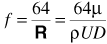 f = 64/R = 64μ/ρUD